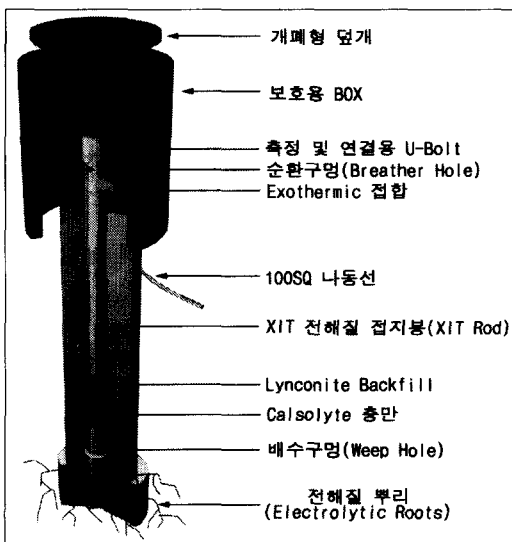 개폐형 덮개
보호용 BOX
측정 및 연결용 U-Bolt
순환구멍(Breather Hole)
Exothermic 접합
100SQ 나동선
XIT 전해질 접지봉(XIT Rod)
Lynconite Backfill
Calsolyte 충만
배수구멍(Weep Hole)
전해질 뿌리
(Electrolytic Roots)